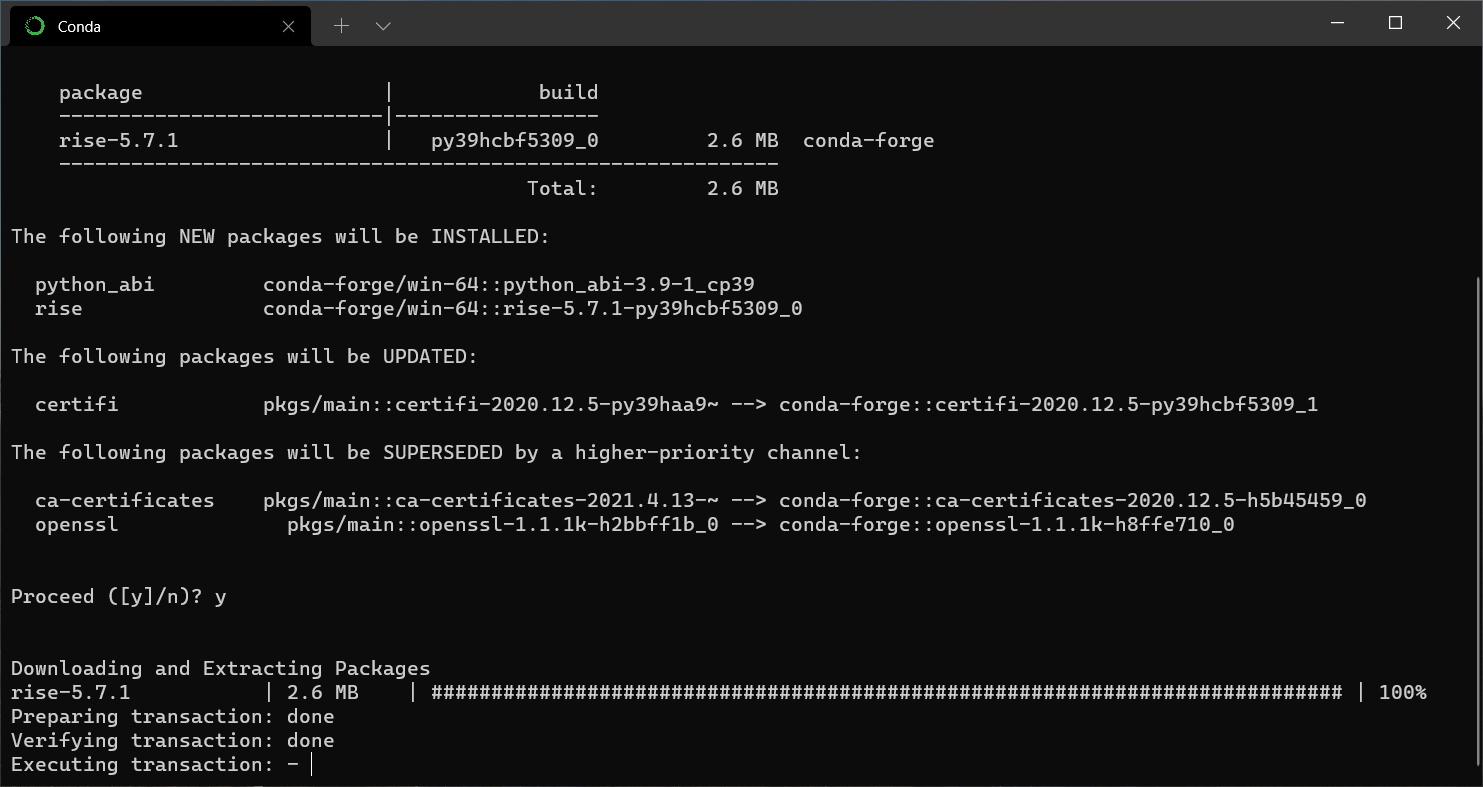 Conda
package | build
---------------------------|-----------------
rise-5.7.1 | py39hcbf5309_0 2.6 MB conda-forge
------------------------------------------------------------
Total: 2.6 MB
The following NEW packages will be INSTALLED:
python_abi conda-forge/win-64::python_abi-3.9-1_cp39
rise conda-forge/win-64::rise-5.7.1-py39hcbf5309_0
The following packages will be UPDATED:
certifi pkgs/main::certifi-2020.12.5-py39haa9~ --> conda-forge::certifi-2020.12.5-py39hcbf5309_1
The following packages will be SUPERSEDED by a higher-priority channel:
ca-certificates pkgs/main::ca-certificates-2021.4.13-~ --> conda-forge::ca-certificates-2020.12.5-h5b45459_0
openssl pkgs/main::openssl-1.1.1k-h2bbff1b_0 --> conda-forge::openssl-1.1.1k-h8ffe710_0
Proceed ([y]/n)? y
Downloading and Extracting Packages
rise-5.7.1 | 2.6 MB | ############################################################################ | 100%
Preparing transaction: done
Verifying transaction: done
Executing transaction: -